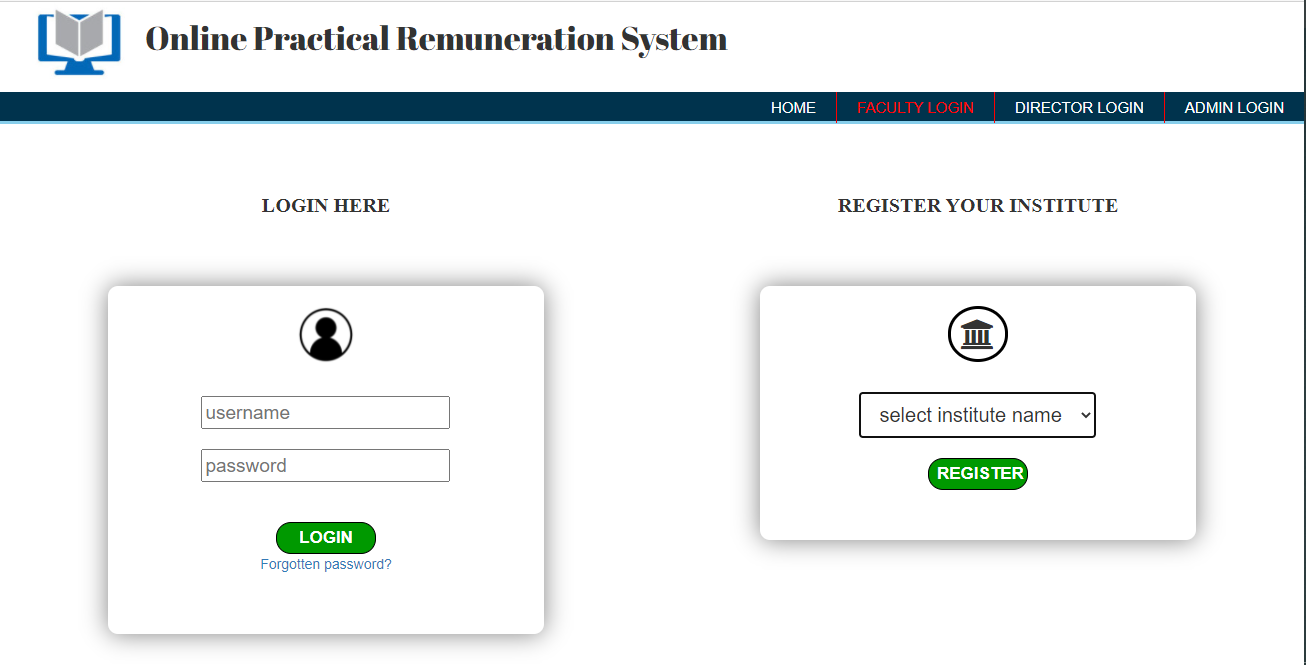 Online Practical Remuneration System
HOME FACULTY LOGIN DIRECTOR LOGIN ADMIN LOGIN
LOGIN HERE
username
password
LOGIN
Forgotten password?
REGISTER YOUR INSTITUTE
select institute name
REGISTER